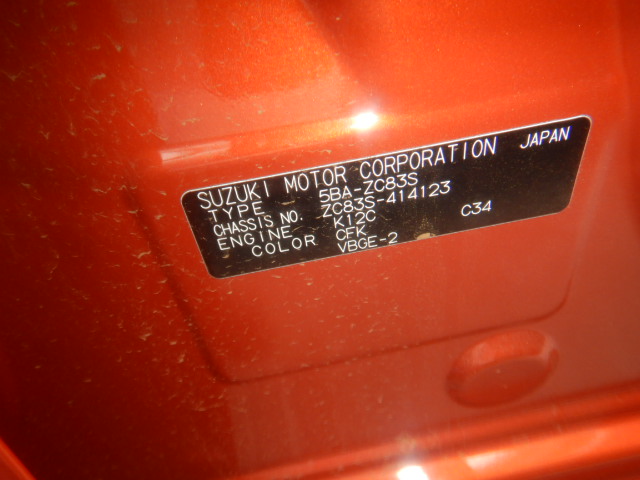 SUZUKI MOTOR CORPORATION JAPAN
TYPE 5BA-ZC83S
CHASSIS NO. ZC83S-414123
ENGINE K12C
COLOR CFK C34
VBGE-2